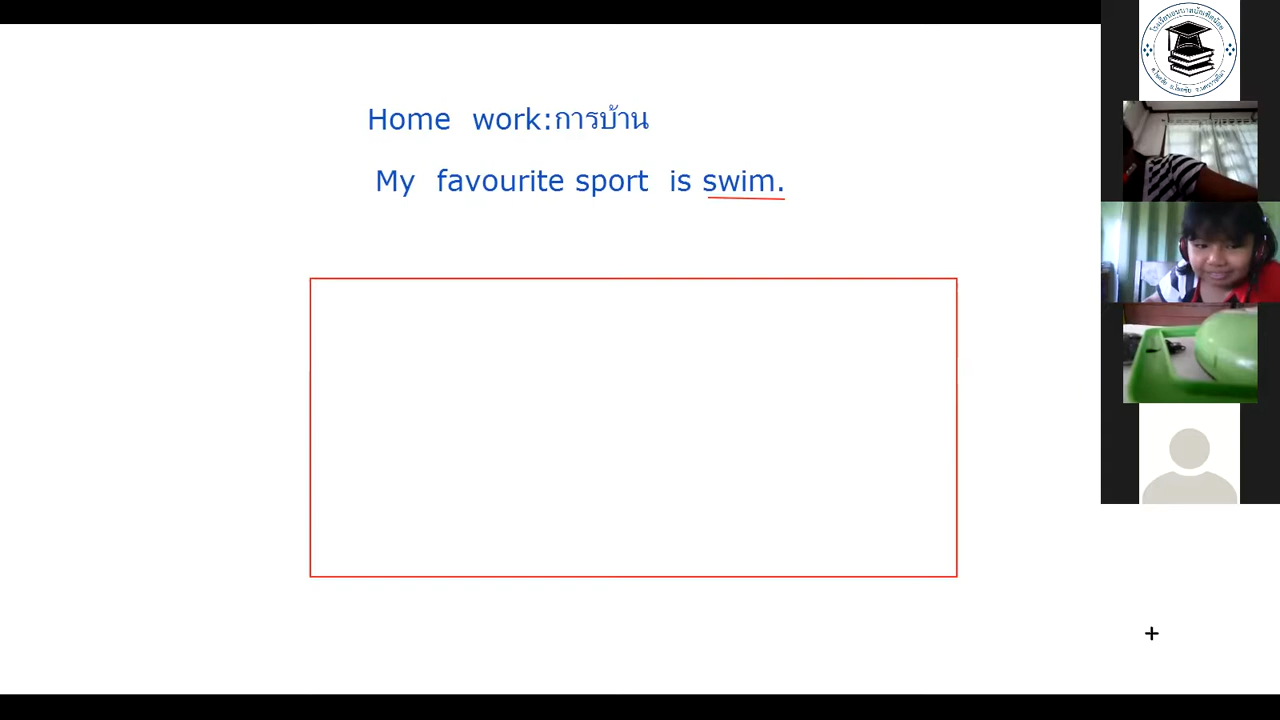 Home work:การบ้าน
My favourite sport is swim.